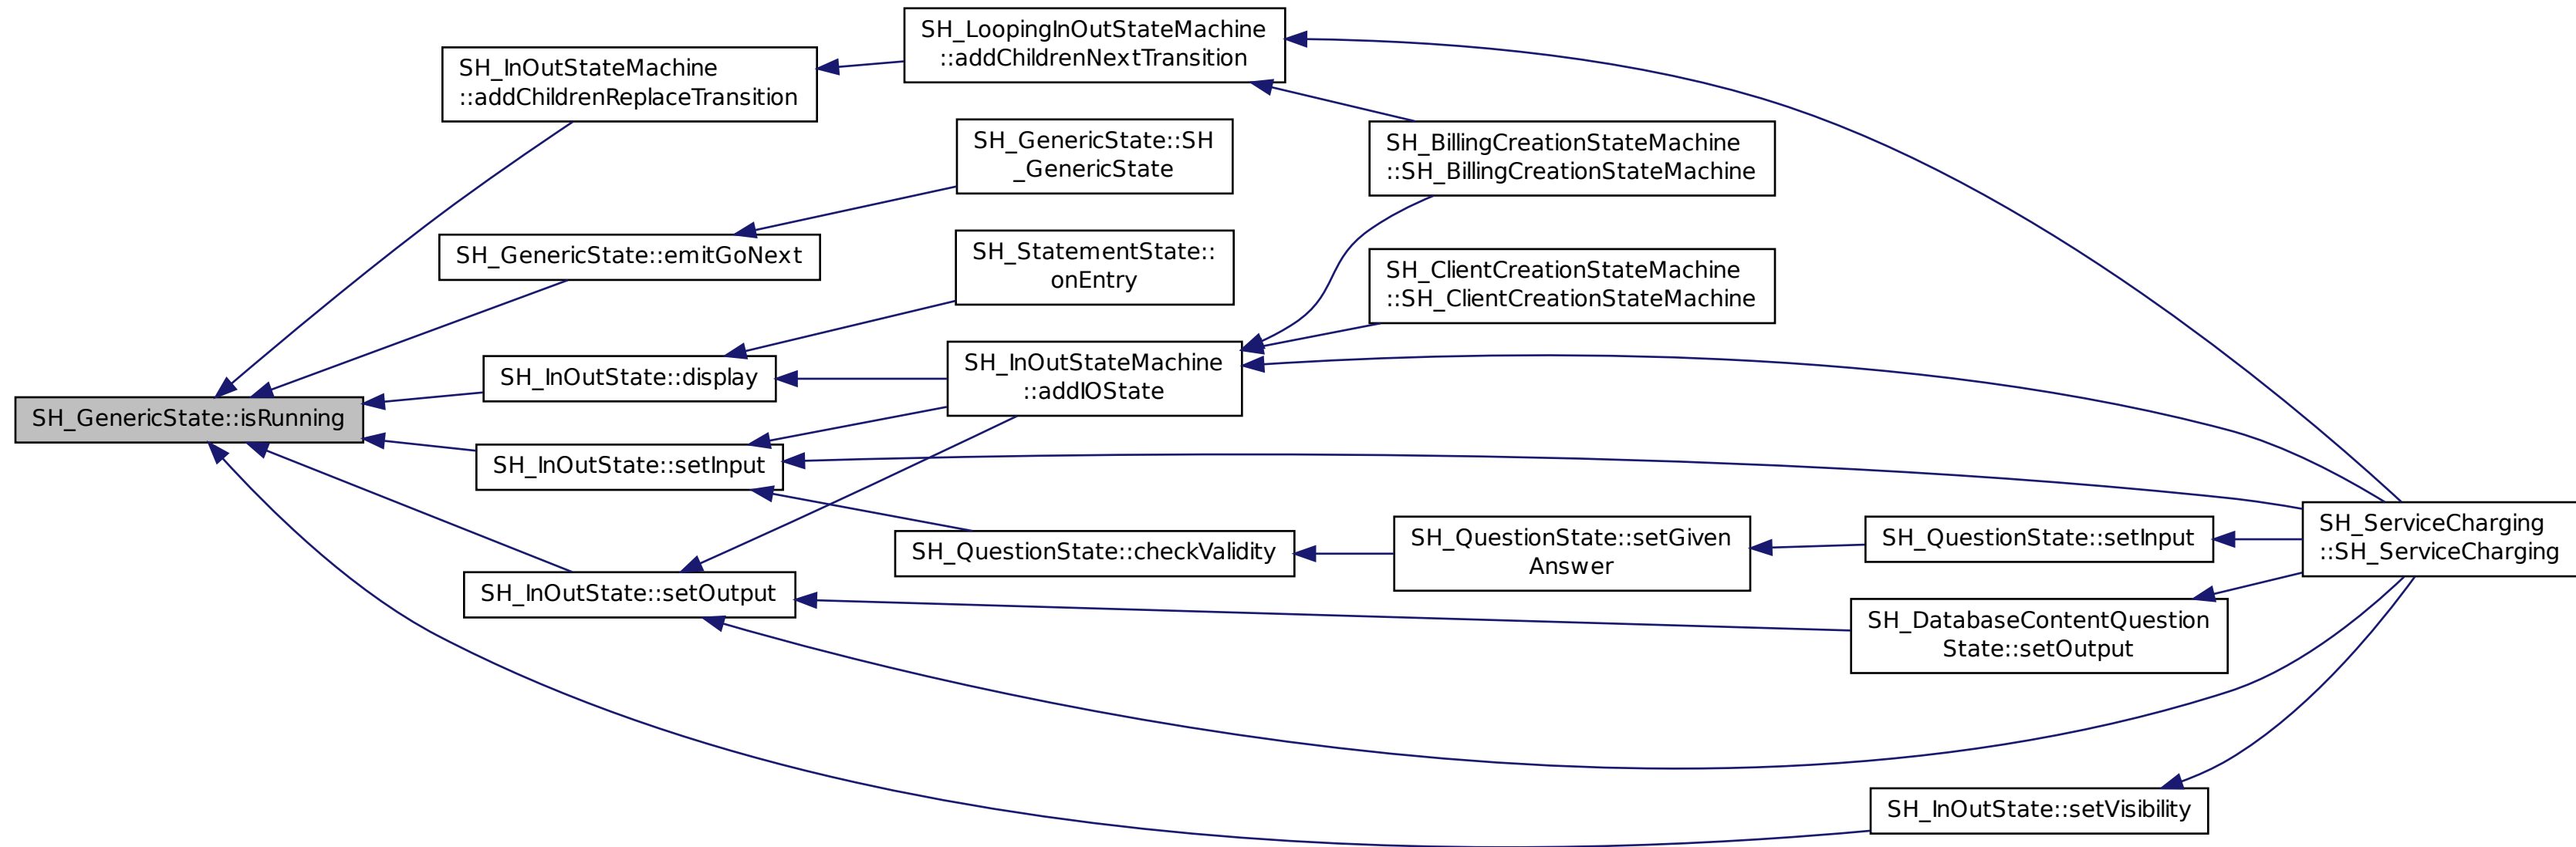 SH_LoopingInOutStateMachine
::addChildrenNextTransition
SH_InOutStateMachine
::addChildrenReplaceTransition
SH_GenericState::SH
_GenericState
SH_BillingCreationStateMachine
::SH_BillingCreationStateMachine
SH_GenericState::emitGoNext
SH_StatementState::
onEntry
SH_ClientCreationStateMachine
::SH_ClientCreationStateMachine
SH_InOutState::display
SH_InOutStateMachine
::addIOState
SH_GenericState::isRunning
SH_InOutState::setInput
SH_QuestionState::checkValidity
SH_QuestionState::setGiven
Answer
SH_QuestionState::setInput
SH_ServiceCharging
::SH_ServiceCharging
SH_InOutState::setOutput
SH_DatabaseContentQuestion
State::setOutput
SH_InOutState::setVisibility